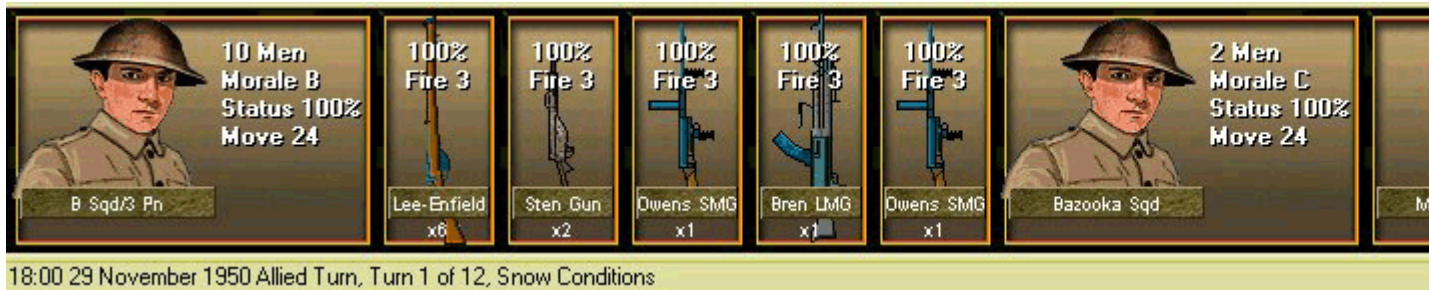 10 Men
Morale B
Status 100%
Move 24
B Sqd/3 Pn
100%
Fire 3
Lee-Enfield
x6
100%
Fire 3
Sten Gun
x2
100%
Fire 3
Owens SMG
x1
100%
Fire 3
Bren LMG
x1
100%
Fire 3
Owens SMG
x1
2 Men
Morale C
Status 100%
Move 24
Bazooka Sqd
M
18:00 29 November 1950 Allied Turn, Turn 1 of 12, Snow Conditions